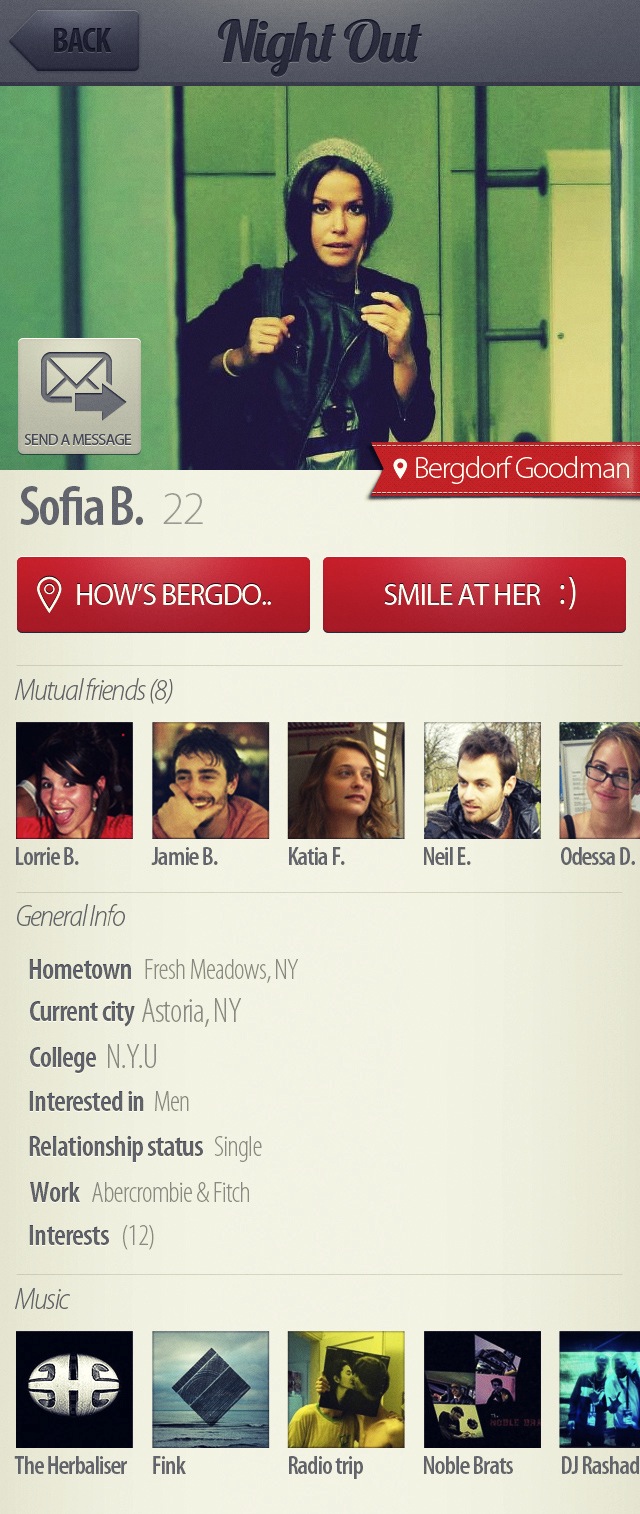 BACK
Night Out
SEND A MESSAGE
Bergdorf Goodman
Sofia B. 22
HOW'S BERGDO..
SMILE AT HER :)
Mutual friends (8)
Lorrie B.
Jamie B.
Katia F.
Neil E.
Odessa D.
General Info
Hometown Fresh Meadows, NY
Current city Astoria, NY
College N.Y.U
Interested in Men
Relationship status Single
Work Abercrombie & Fitch
Interests (12)
Music
NOBLE BRA
The Herbaliser
Fink
Radio trip
Noble Brats
DJ Rashad